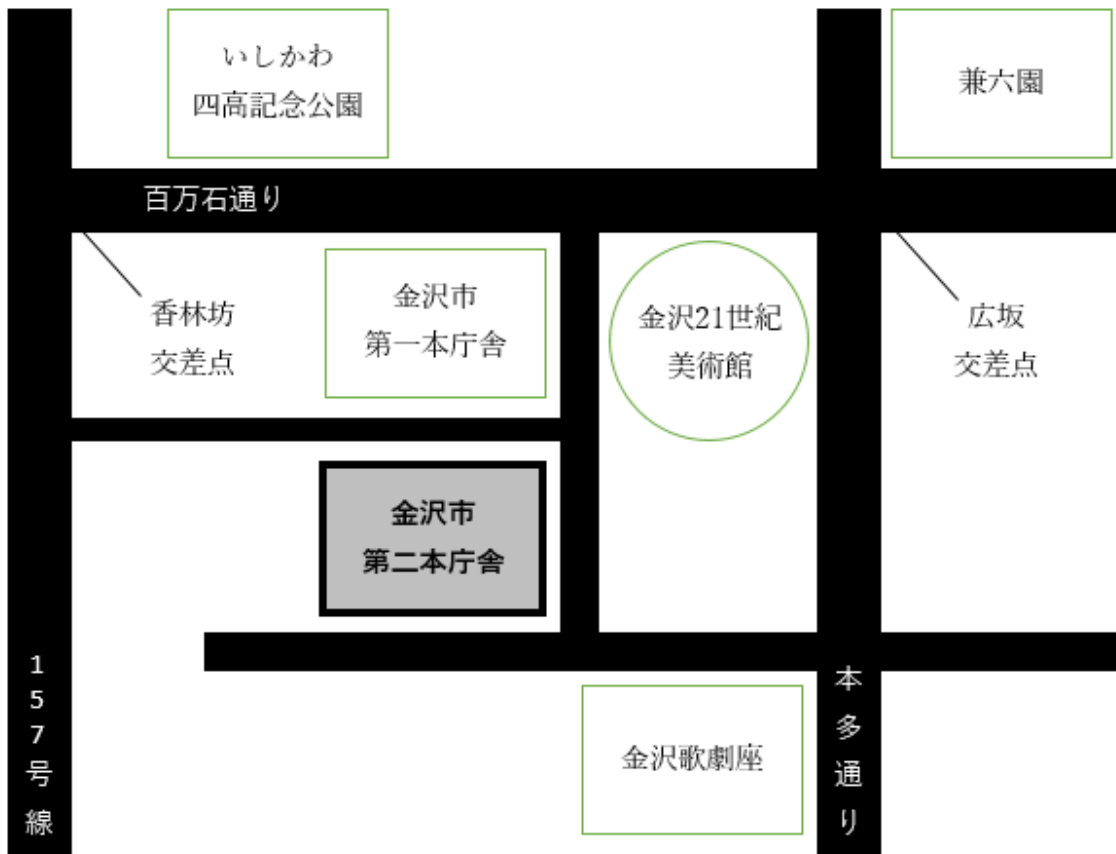 いしかわ
四高記念公園
兼六園
百万石通り
香林坊
交差点
金沢市
第一本庁舎
金沢21世紀
美術館
広坂
交差点
金沢市
第二本庁舎
157号線
本多通り
金沢歌劇座